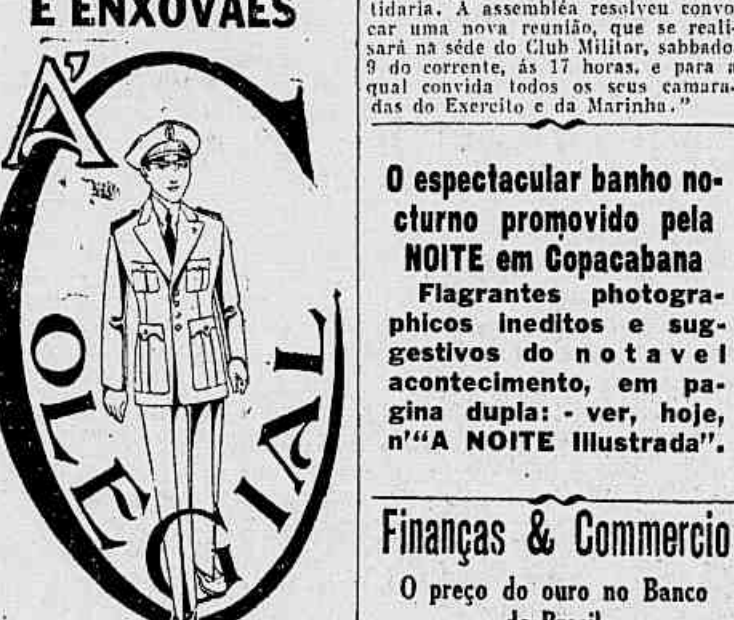 E ENXOVAES
A'
COLEGIAL
tidaria. A assembléa resolveu convo-
car uma nova reunião, que se reali-
sará na séde do Club Militar, sabbado
9 do corrente, ás 17 horas, e para a
qual convida todos os seus camara-
das do Exercito e da Marinha."
O espectacular banho no-
cturno promovido pela
NOITE em Copacabana
Flagrantes photogra-
phicos ineditos e sug-
gestivos do notavel
acontecimento, em pa-
gina dupla: - ver, hoje,
n'"A NOITE Illustrada".
Finanças & Commercio
O preço do ouro no Banco
do Brasil